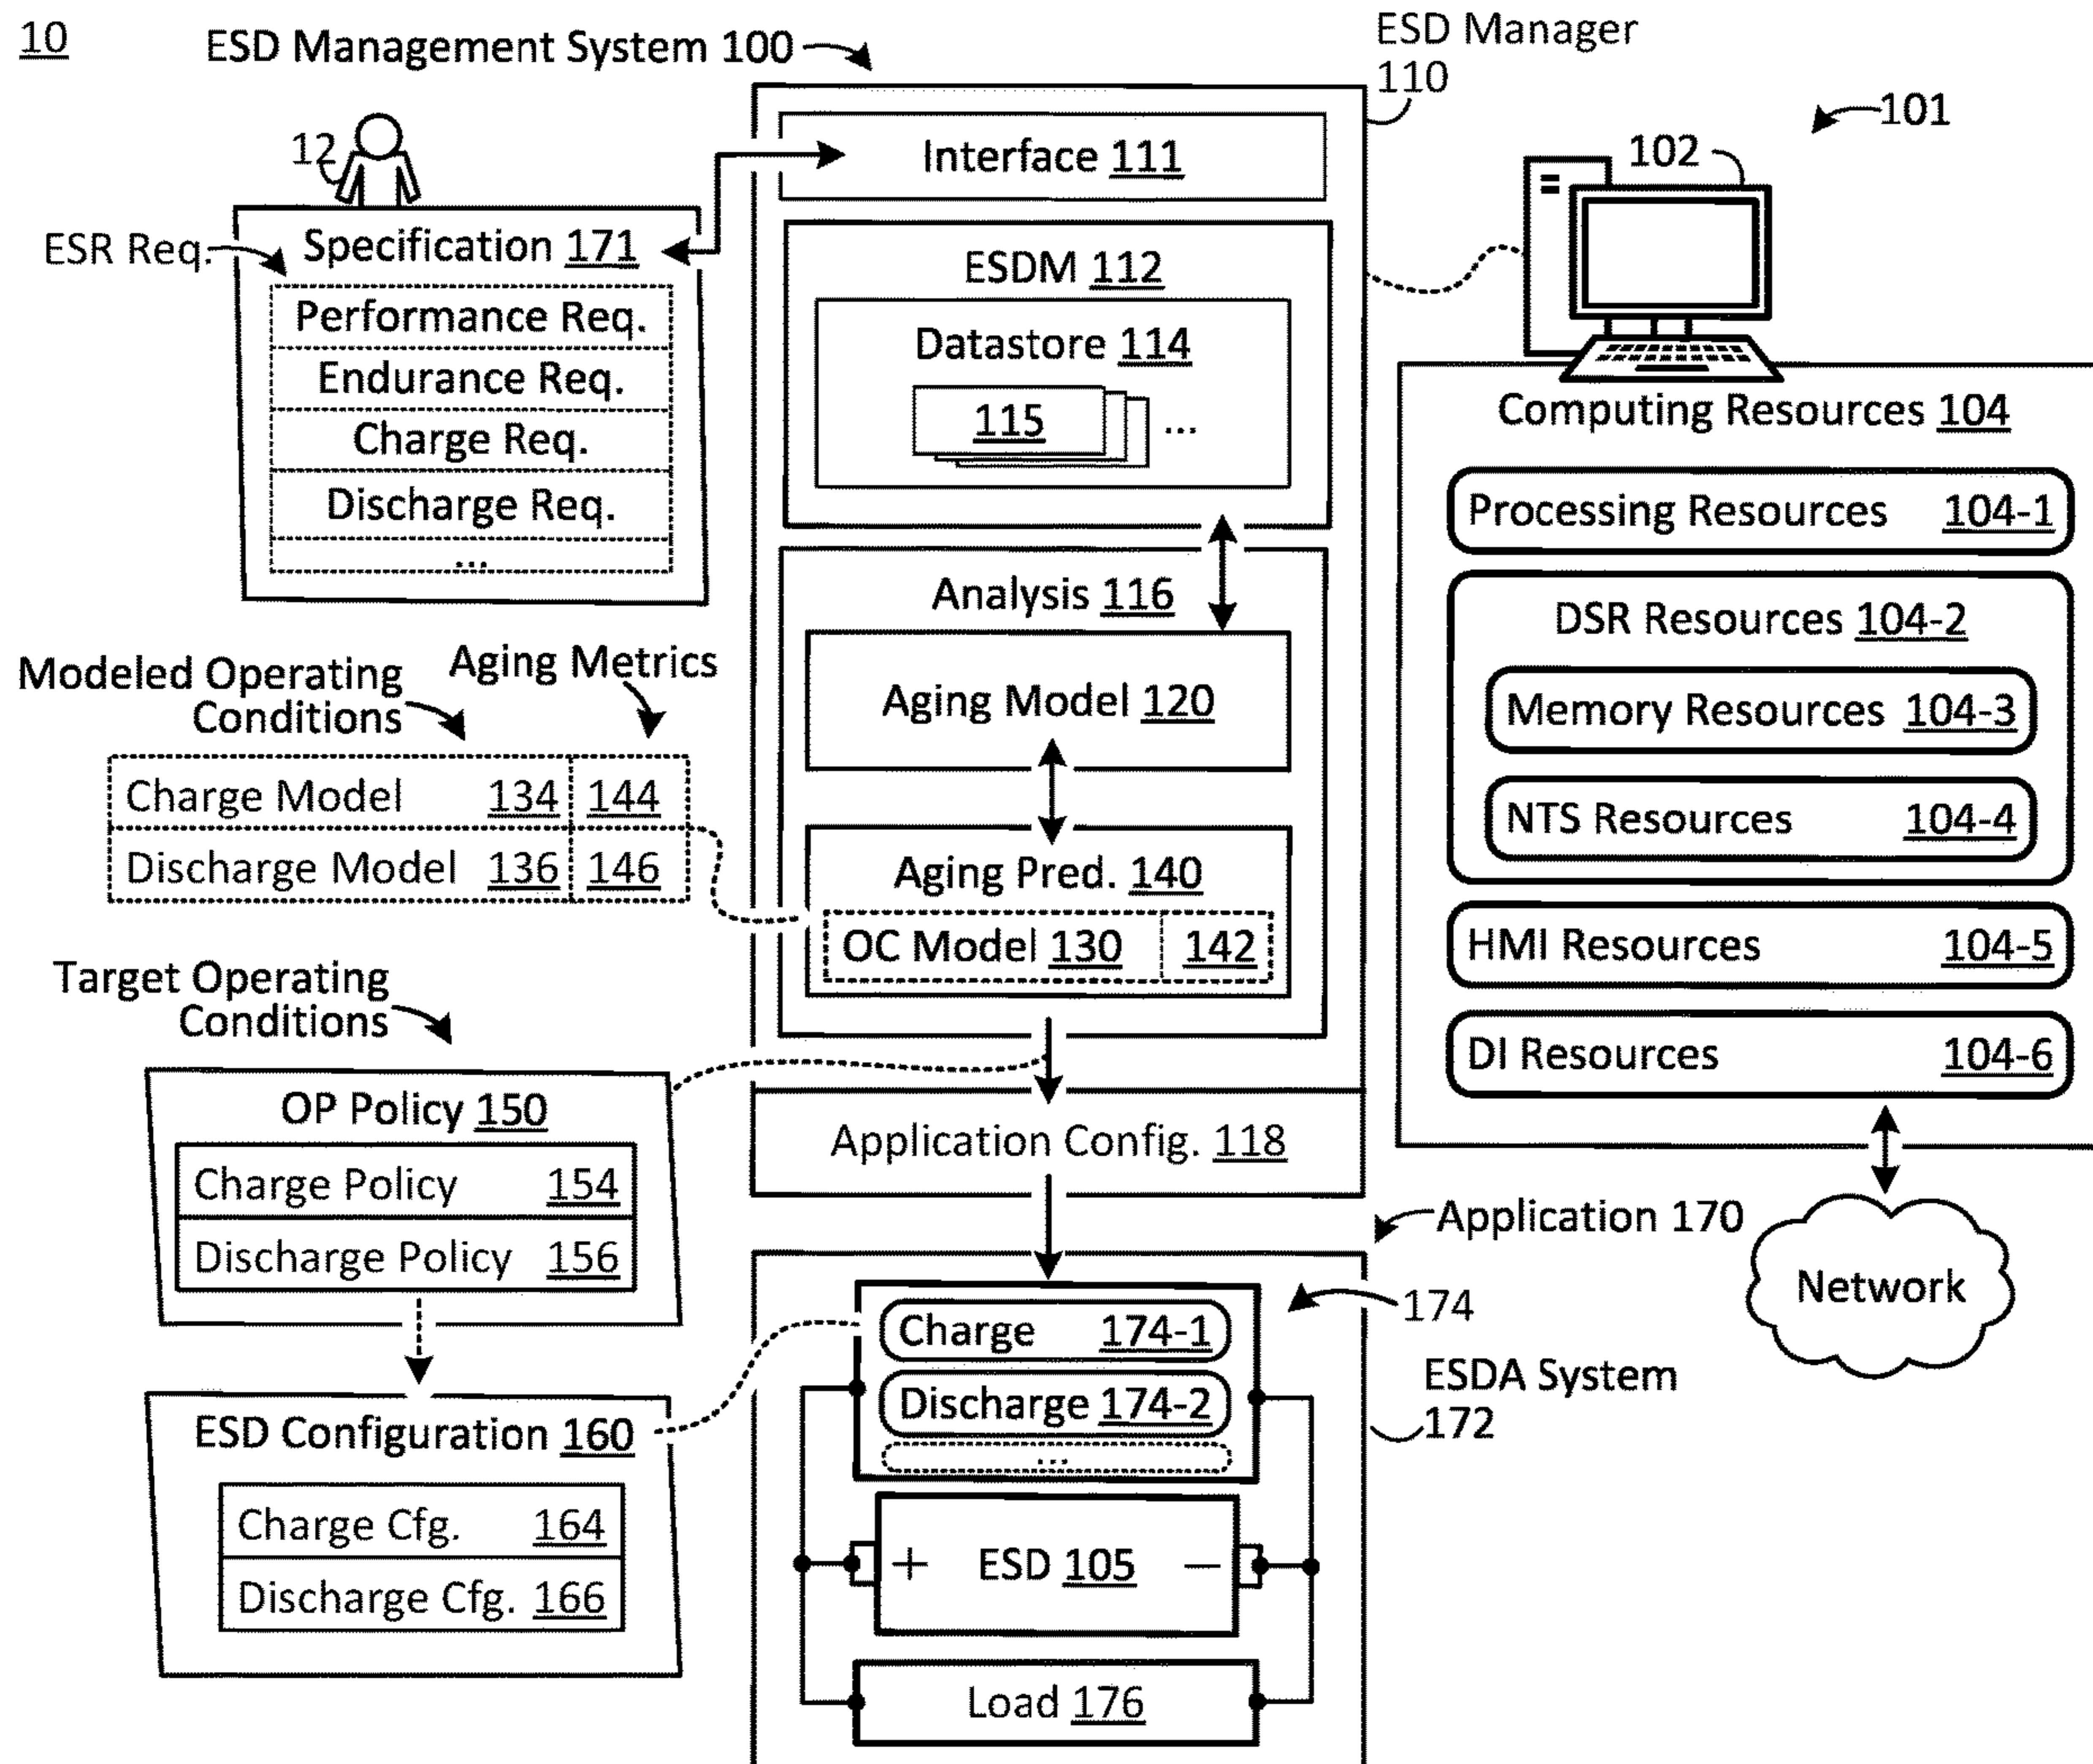 10
ESD Management System 100
ESD Manager
110
101
102
12
Interface 111
ESR Req.
Specification 171
Performance Req.
Endurance Req.
Charge Req.
Discharge Req.
...
ESDM 112
Datastore 114
115
...
Analysis 116
Aging Model 120
Aging Pred. 140
OC Model 130 142
Modeled Operating
Conditions
Aging Metrics
Charge Model 134 144
Discharge Model 136 146
Target Operating
Conditions
OP Policy 150
Charge Policy 154
Discharge Policy 156
ESD Configuration 160
Charge Cfg. 164
Discharge Cfg. 166
Application Config. 118
Application 170
174
Charge 174-1
Discharge 174-2
...
ESDA System
172
+ ESD 105 −
Load 176
Computing Resources 104
Processing Resources 104-1
DSR Resources 104-2
Memory Resources 104-3
NTS Resources 104-4
HMI Resources 104-5
DI Resources 104-6
Network